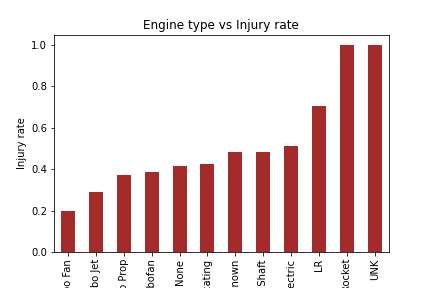 Engine type vs Injury rate
1.0
0.8
0.6
0.4
0.2
0.0
Injury rate
o Fan
bo Jet
o Prop
bofan
None
ating
nown
Shaft
ectric
LR
ocket
UNK